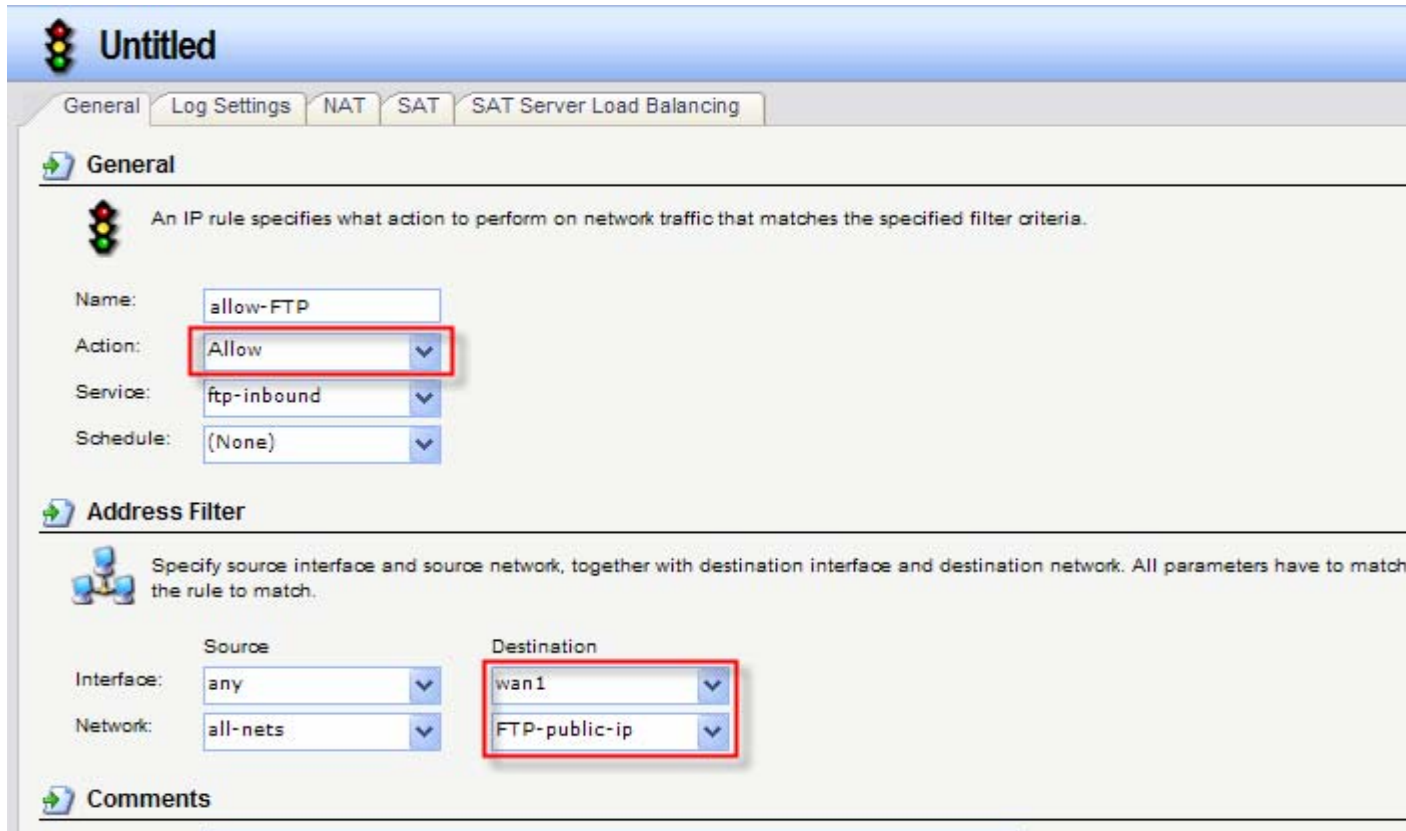 Untitled
General Log Settings NAT SAT SAT Server Load Balancing
General
An IP rule specifies what action to perform on network traffic that matches the specified filter criteria.
Name: allow-FTP
Action: Allow
Service: ftp-inbound
Schedule: (None)
Address Filter
Specify source interface and source network, together with destination interface and destination network. All parameters have to match
the rule to match.
Source Destination
Interface: any wan1
Network: all-nets FTP-public-ip
Comments